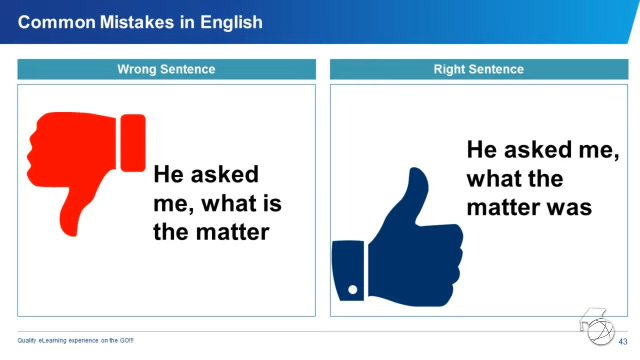 Common Mistakes in English
Wrong Sentence
Right Sentence
He asked
me, what is
the matter
He asked me,
what the
matter was
Quality eLearning experience on the GO!!!
43